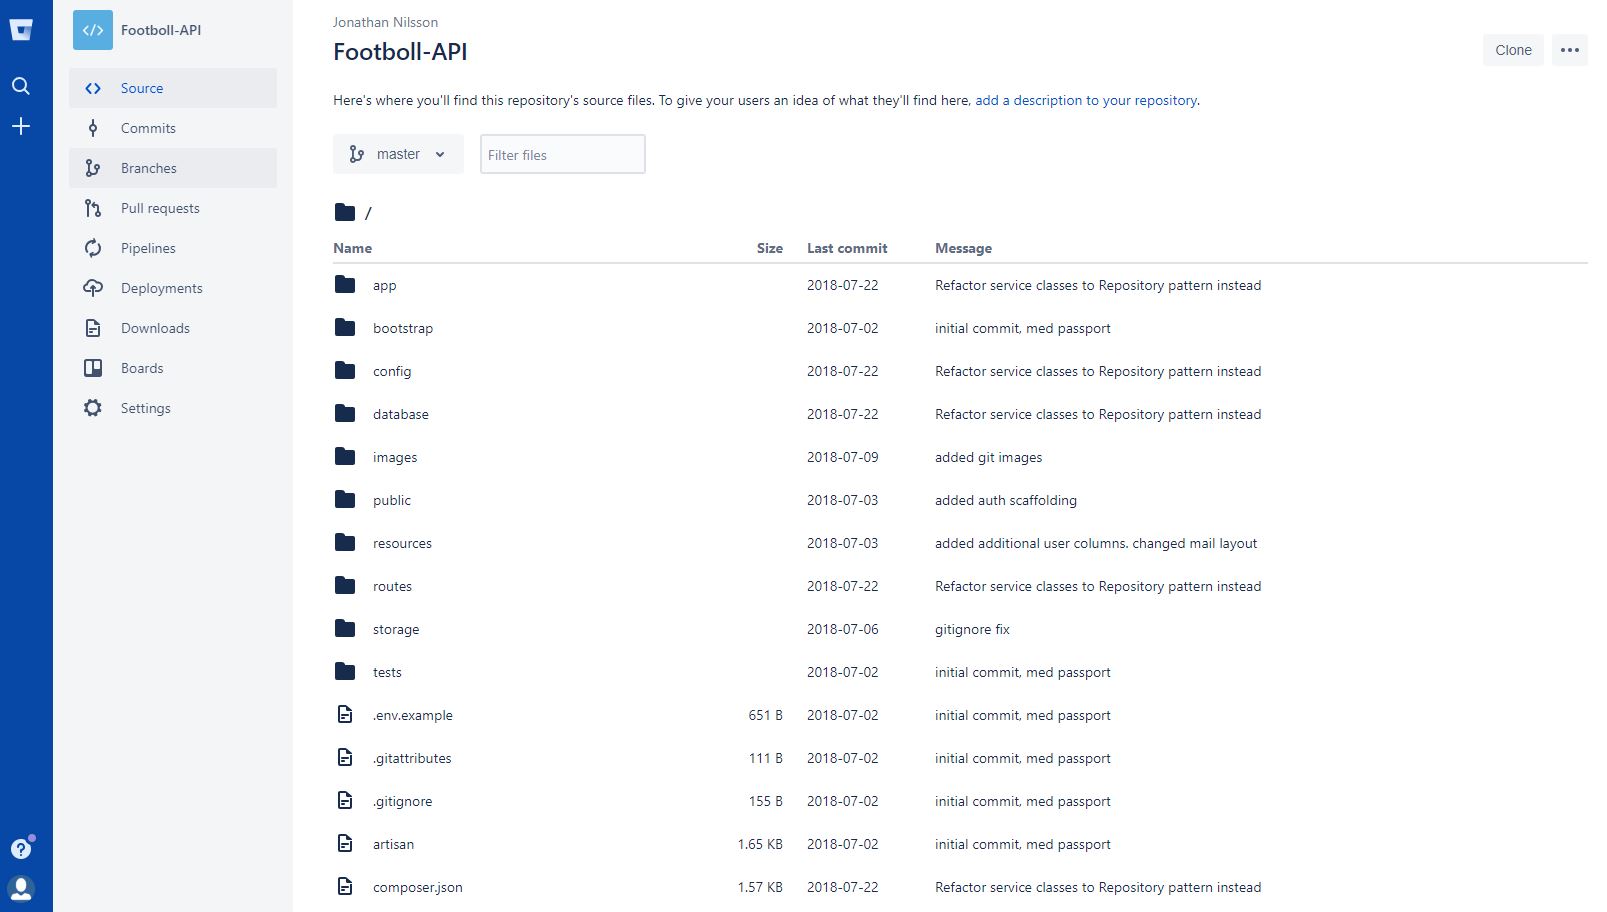 Footboll-API
Source
Commits
Branches
Pull requests
Pipelines
Deployments
Downloads
Boards
Settings
Jonathan Nilsson
Footboll-API
Clone
Here's where you'll find this repository's source files. To give your users an idea of what they'll find here, add a description to your repository.
master
Filter files
/
Name Size Last commit Message
app 2018-07-22 Refactor service classes to Repository pattern instead
bootstrap 2018-07-02 initial commit, med passport
config 2018-07-22 Refactor service classes to Repository pattern instead
database 2018-07-22 Refactor service classes to Repository pattern instead
images 2018-07-09 added git images
public 2018-07-03 added auth scaffolding
resources 2018-07-03 added additional user columns. changed mail layout
routes 2018-07-22 Refactor service classes to Repository pattern instead
storage 2018-07-06 gitignore fix
tests 2018-07-02 initial commit, med passport
.env.example 651 B 2018-07-02 initial commit, med passport
.gitattributes 111 B 2018-07-02 initial commit, med passport
.gitignore 155 B 2018-07-02 initial commit, med passport
artisan 1.65 KB 2018-07-02 initial commit, med passport
composer.json 1.57 KB 2018-07-22 Refactor service classes to Repository pattern instead